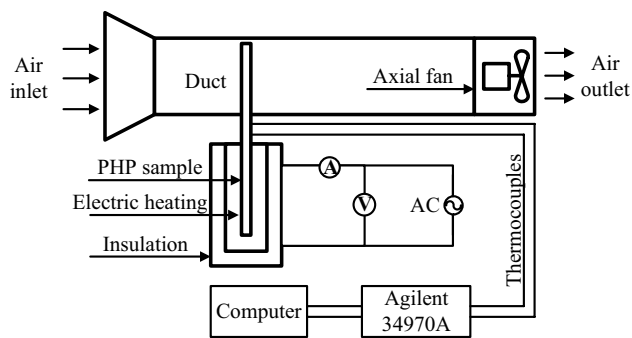 Air
inlet
Duct
Axial fan
Air
outlet
PHP sample
Electric heating
Insulation
A
V
AC
Thermocouples
Computer
Agilent
34970A